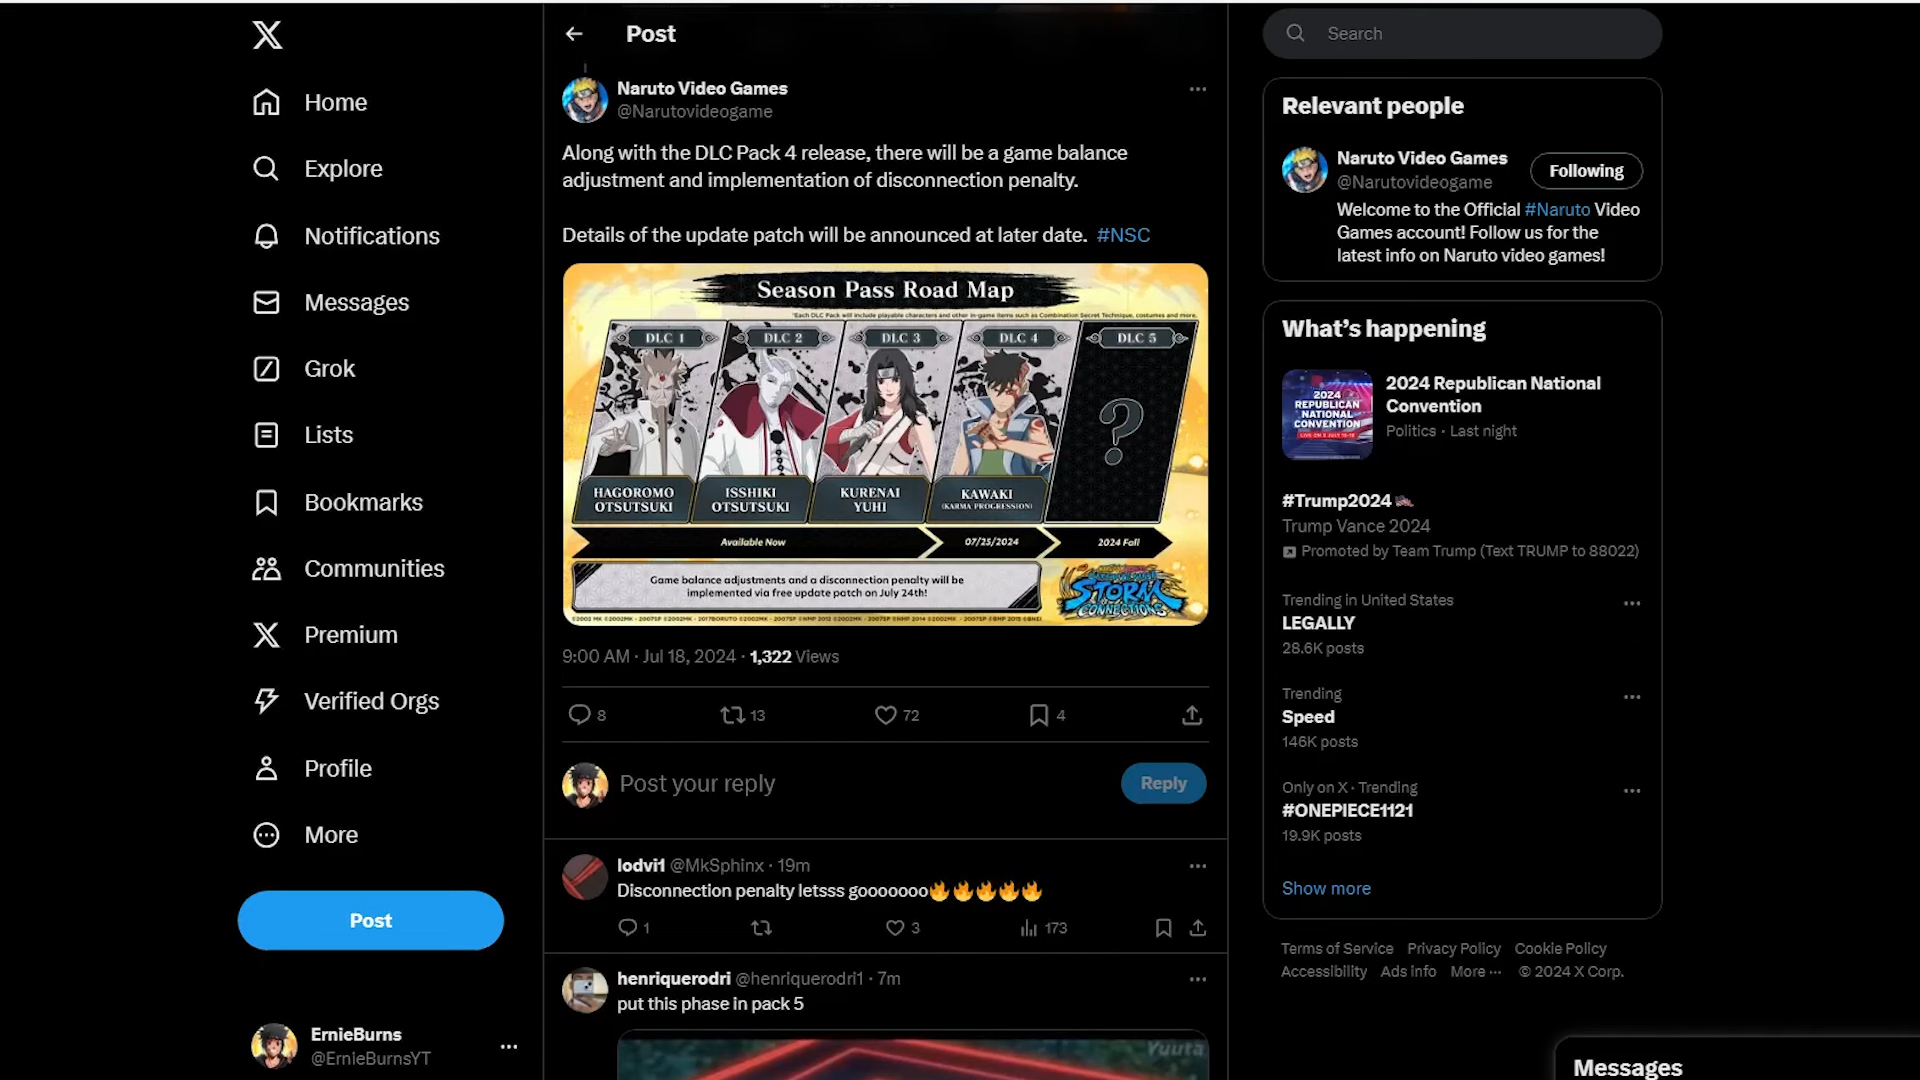 Home
Explore
Notifications
Messages
Grok
Lists
Bookmarks
Communities
Premium
Verified Orgs
Profile
More
Post
ErnieBurns
@ErnieBurnsYT
Post
Naruto Video Games
@Narutovideogame
Along with the DLC Pack 4 release, there will be a game balance
adjustment and implementation of disconnection penalty.
Details of the update patch will be announced at later date. #NSC
Season Pass Road Map
*Each DLC Pack will include playable characters and other in-game items such as Combination Secret Technique, costumes and more.
DLC 1
DLC 2
DLC 3
DLC 4
DLC 5
?
HAGOROMO
OTSUTSUKI
ISSHIKI
OTSUTSUKI
KURENAI
YUHI
KAWAKI
(KARMA PROGRESSION)
Available Now
07/25/2024
2024 Fall
Game balance adjustments and a disconnection penalty will be
implemented via free update patch on July 24th!
STORM
CONNECTIONS
9:00 AM · Jul 18, 2024 · 1,322 Views
8
13
72
4
Post your reply
Reply
lodvi1 @MkSphinx · 19m
Disconnection penalty letsss gooooooo🔥🔥🔥🔥🔥
1
3
173
henriquerodri @henriquerodri1 · 7m
put this phase in pack 5
Yuuta
Search
Relevant people
Naruto Video Games
@Narutovideogame
Following
Welcome to the Official #Naruto Video
Games account! Follow us for the
latest info on Naruto video games!
What's happening
2024 REPUBLICAN NATIONAL CONVENTION
2024 Republican National
Convention
Politics · Last night
#Trump2024
Trump Vance 2024
Promoted by Team Trump (Text TRUMP to 88022)
Trending in United States
LEGALLY
28.6K posts
Trending
Speed
146K posts
Only on X · Trending
#ONEPIECE1121
19.9K posts
Show more
Terms of Service Privacy Policy Cookie Policy
Accessibility Ads info More ··· © 2024 X Corp.
Messages